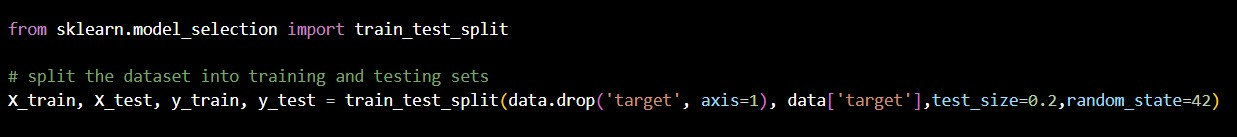 from sklearn.model_selection import train_test_split
# split the dataset into training and testing sets
X_train, X_test, y_train, y_test = train_test_split(data.drop('target', axis=1), data['target'],test_size=0.2,random_state=42)